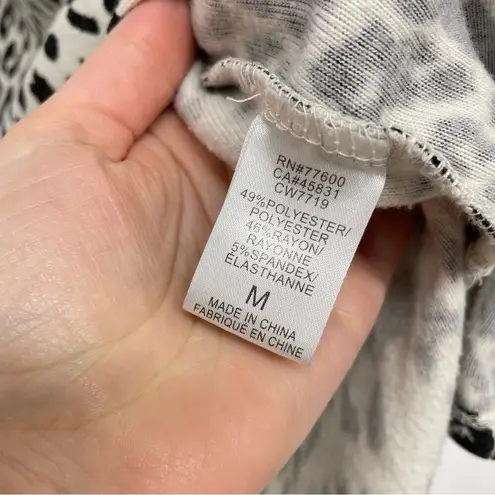 RN#77600
CA#45831
CW7719
49%POLYESTER/
POLYESTER
46%RAYON/
RAYONNE
5%SPANDEX/
ÉLASTHANNE
M
MADE IN CHINA
FABRIQUÉ EN CHINE